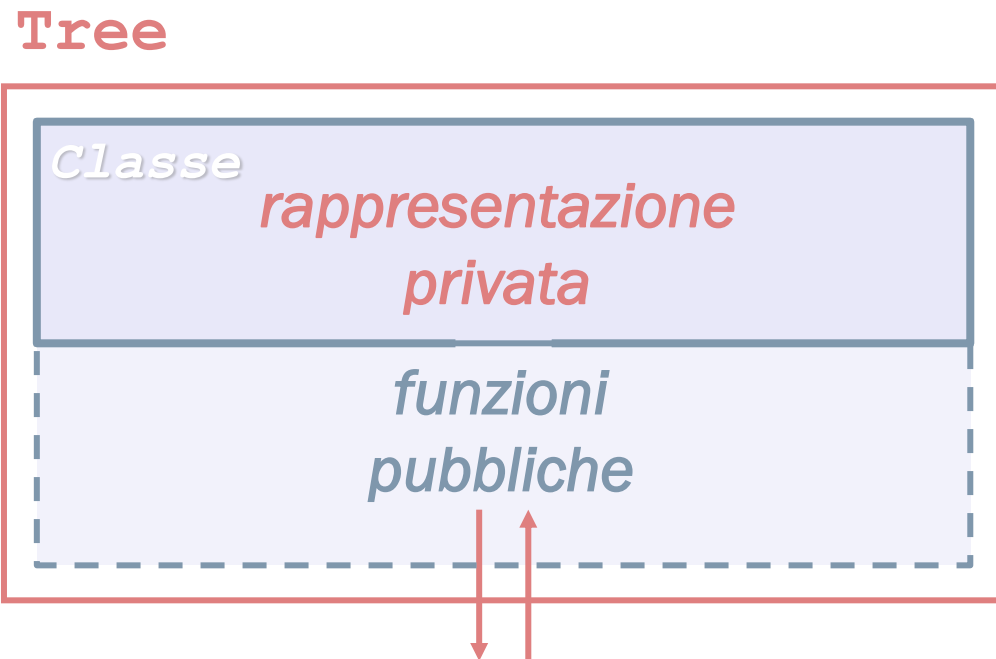 Tree
Classe
rappresentazione
privata
funzioni
pubbliche